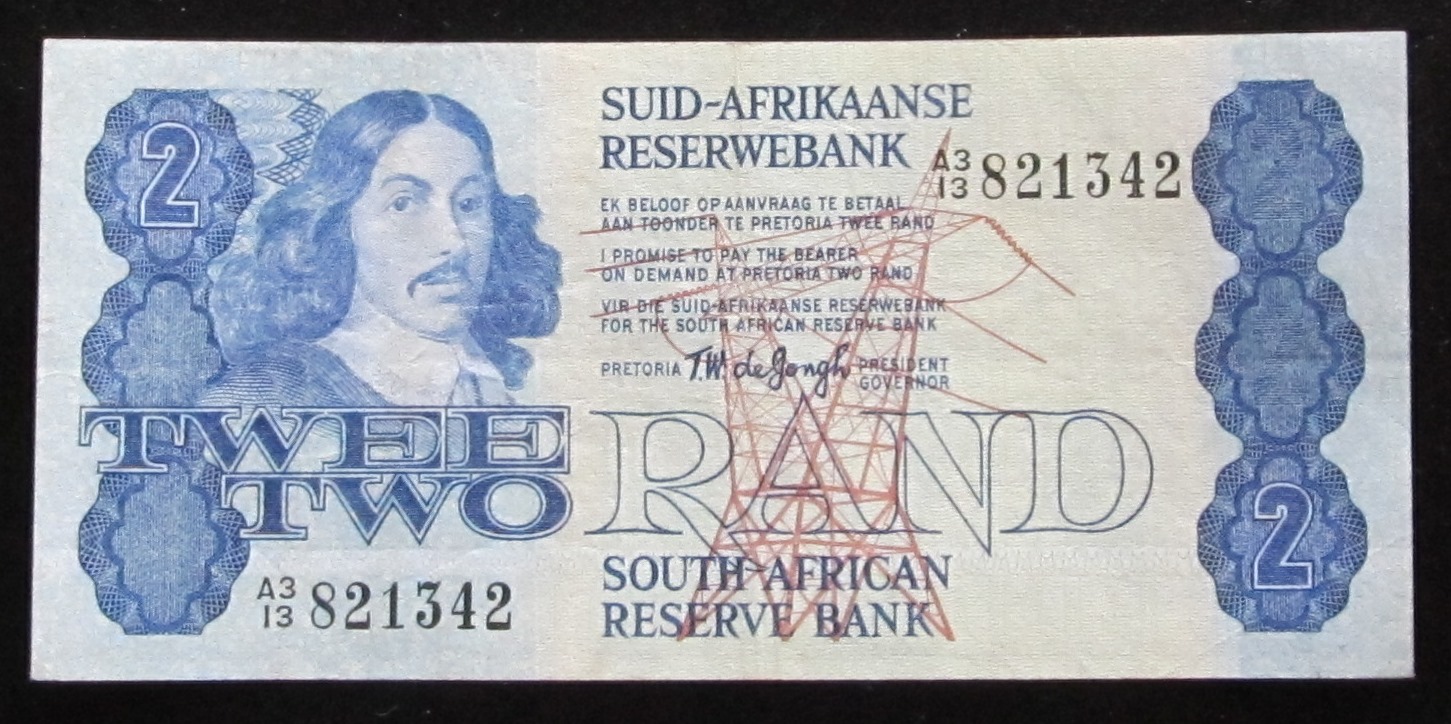 2
SUID-AFRIKAANSE
RESERWEBANK
A3
13 821342
EK BELOOF OP AANVRAAG TE BETAAL
AAN TOONDER TE PRETORIA TWEE RAND
I PROMISE TO PAY THE BEARER
ON DEMAND AT PRETORIA TWO RAND
VIR DIE SUID-AFRIKAANSE RESERWEBANK
FOR THE SOUTH AFRICAN RESERVE BANK
PRETORIA T.W. de Jongh PRESIDENT
GOVERNOR
TWEE
TWO
RAND
2
SOUTH-AFRICAN
RESERVE BANK
A3
13 821342